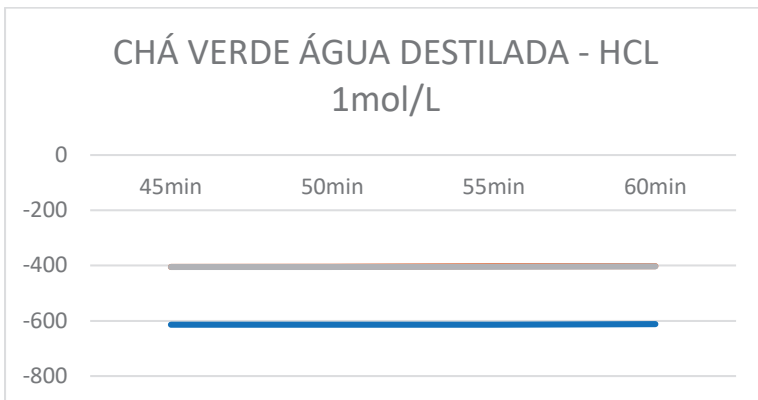 CHÁ VERDE ÁGUA DESTILADA - HCL
1mol/L
0
45min 50min 55min 60min
-200
-400
-600
-800